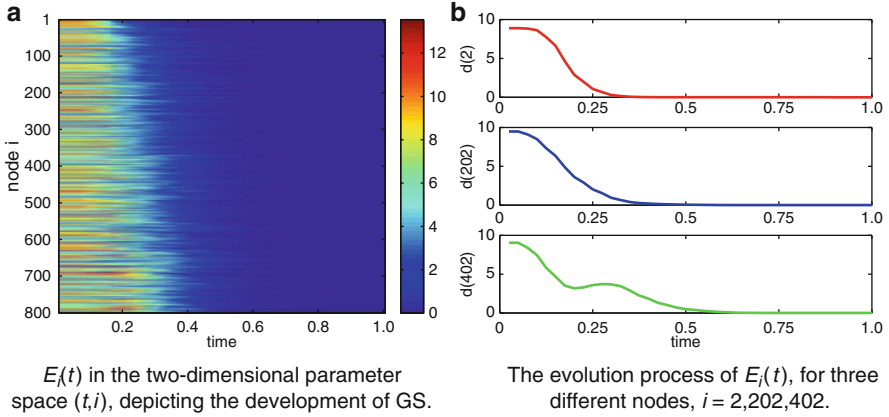 a
1
100
200
300
400
500
600
700
800
node i
0.2 0.4 0.6 0.8 1.0
time
12
10
8
6
4
2
0
E_i(t) in the two-dimensional parameter
space (t,i), depicting the development of GS.
b
10
5
0
d(2)
0 0.25 0.5 0.75 1.0
10
5
0
d(202)
0 0.25 0.5 0.75 1.0
10
5
0
d(402)
0 0.25 0.5 0.75 1.0
time
The evolution process of E_i(t), for three
different nodes, i = 2,202,402.